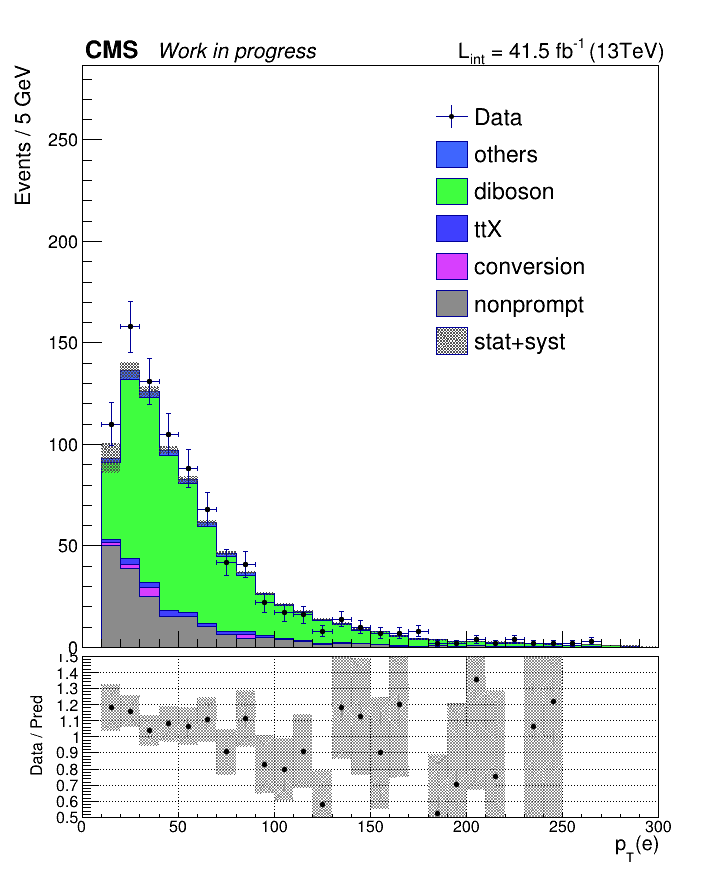 CMS Work in progress L_int = 41.5 fb^-1 (13TeV)
Events / 5 GeV
250
200
150
100
50
0
Data
others
diboson
ttX
conversion
nonprompt
stat+syst
Data / Pred
1.5
1.4
1.3
1.2
1.1
1
0.9
0.8
0.7
0.6
0.5
0 50 100 150 200 250 300
p_T(e)